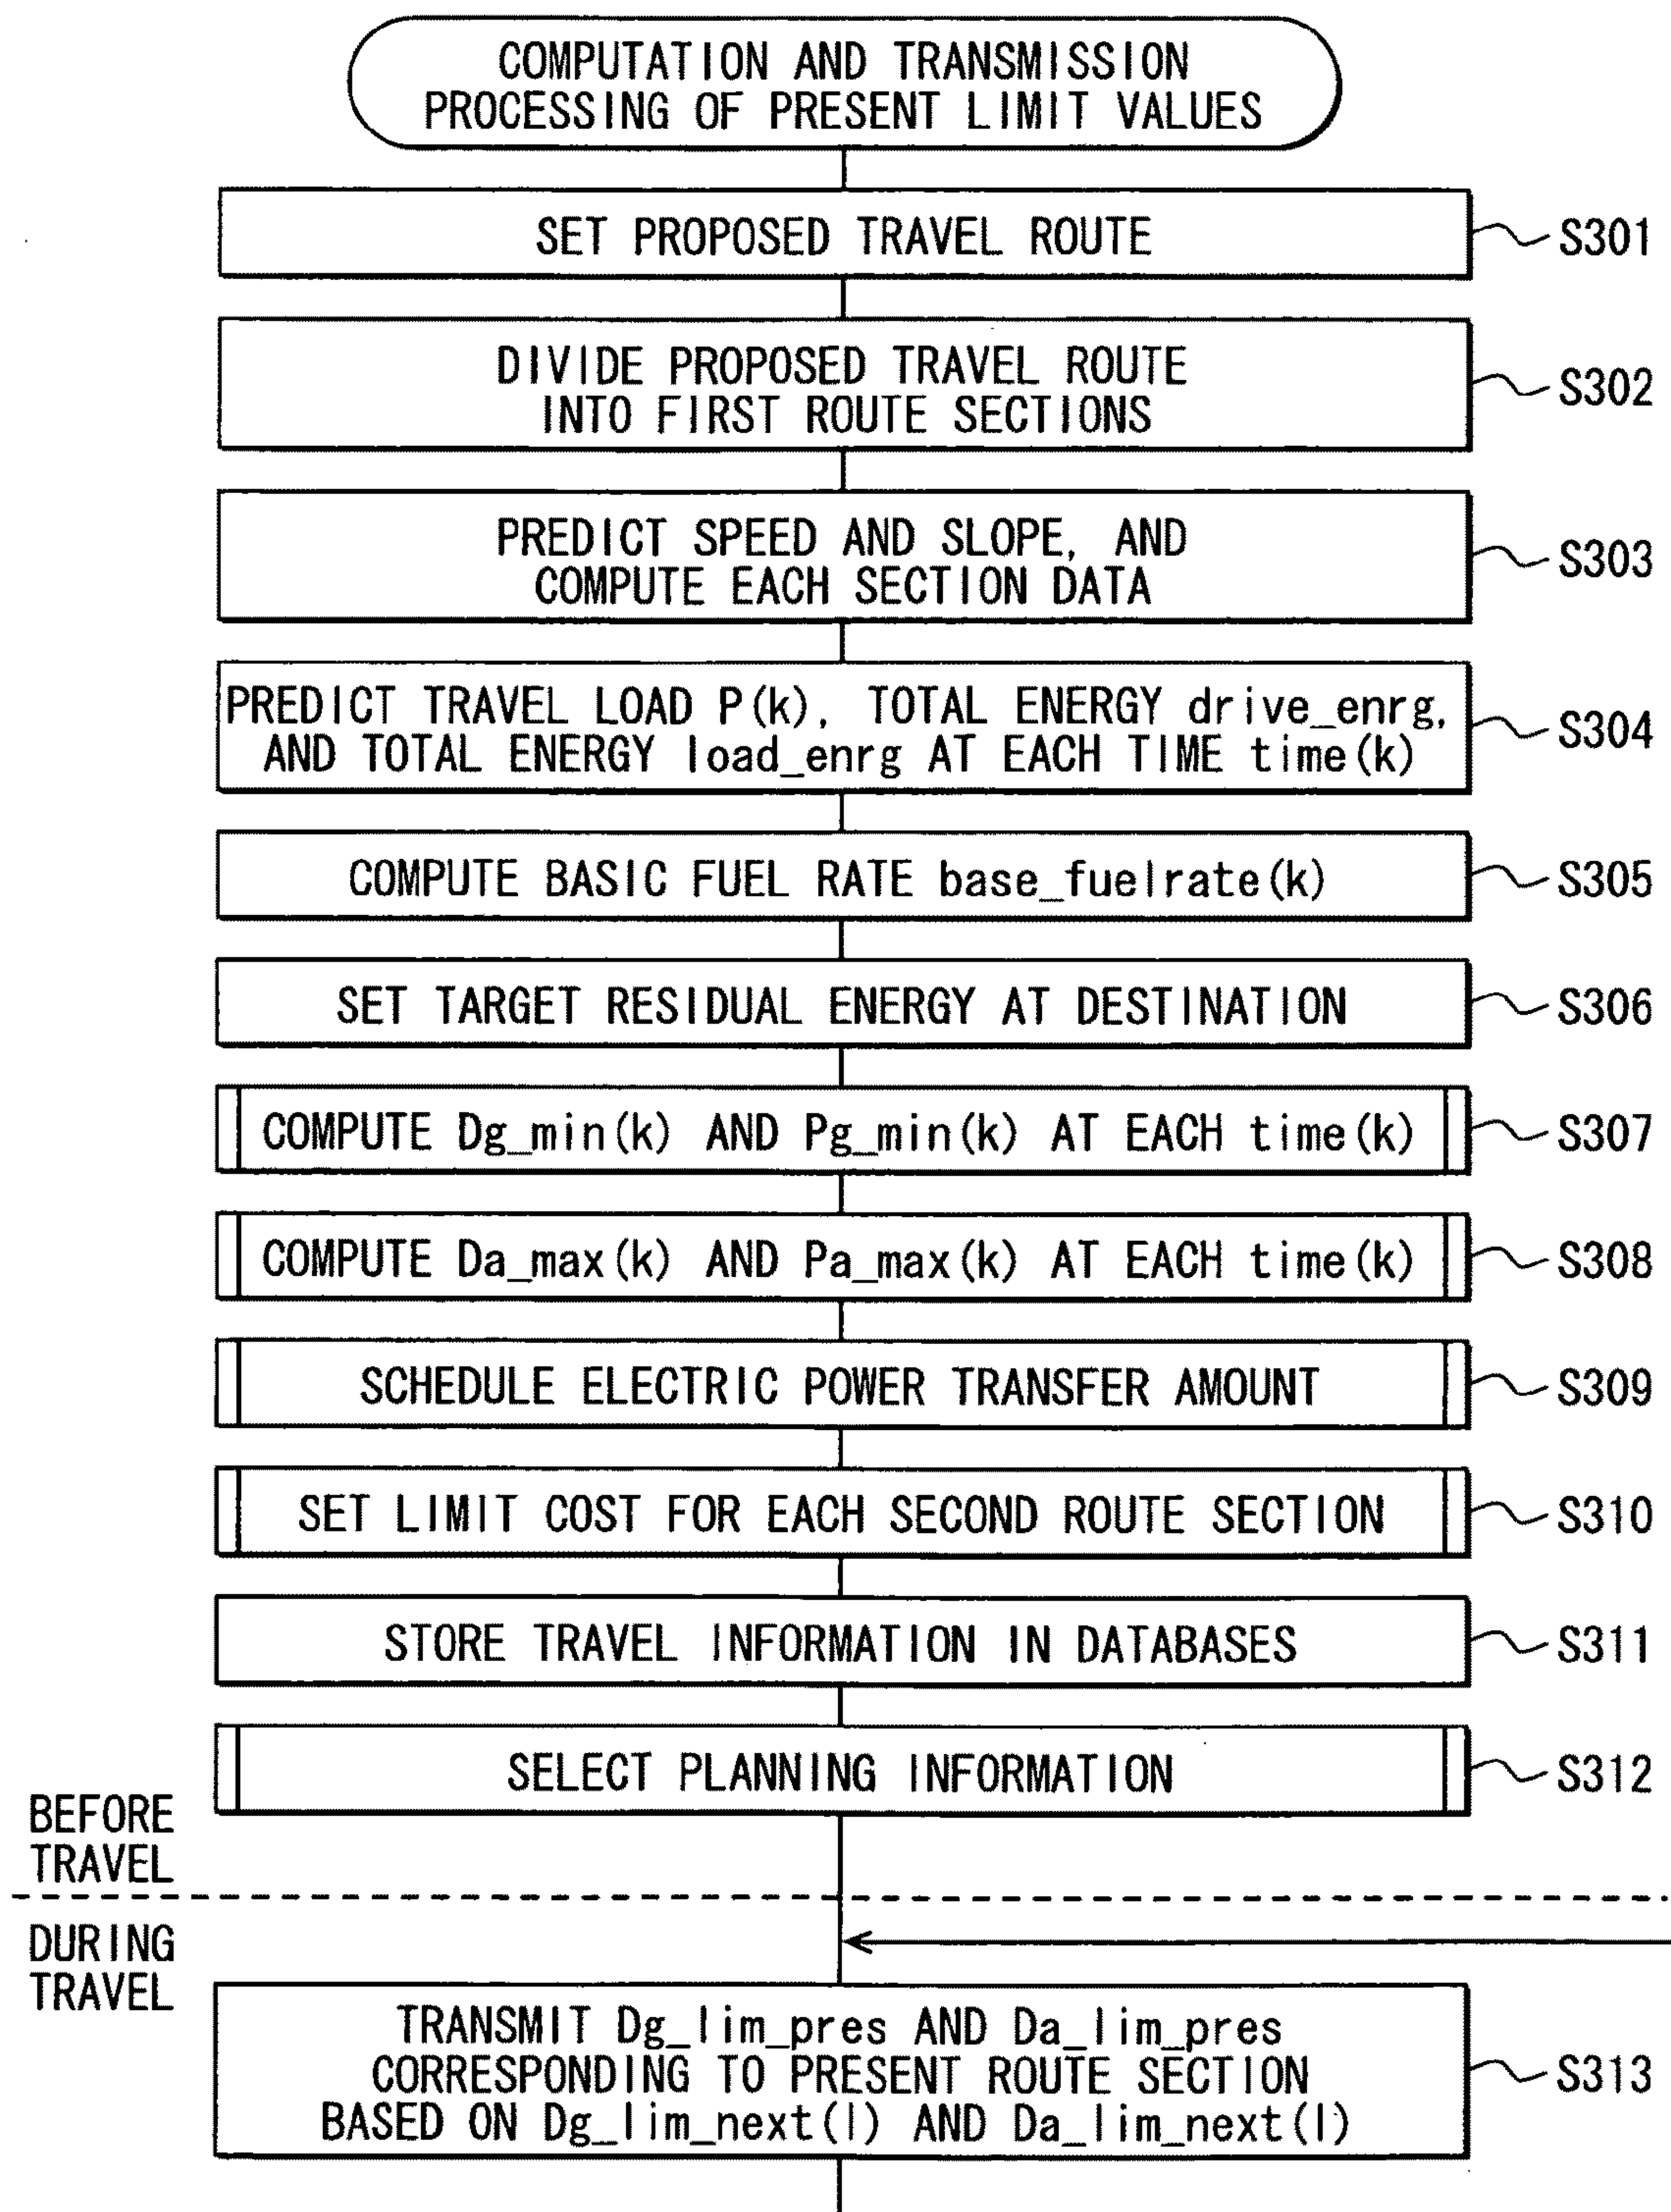 COMPUTATION AND TRANSMISSION
PROCESSING OF PRESENT LIMIT VALUES
SET PROPOSED TRAVEL ROUTE
S301
DIVIDE PROPOSED TRAVEL ROUTE
INTO FIRST ROUTE SECTIONS
S302
PREDICT SPEED AND SLOPE, AND
COMPUTE EACH SECTION DATA
S303
PREDICT TRAVEL LOAD P(k), TOTAL ENERGY drive_enrg,
AND TOTAL ENERGY load_enrg AT EACH TIME time(k)
S304
COMPUTE BASIC FUEL RATE base_fuelrate(k)
S305
SET TARGET RESIDUAL ENERGY AT DESTINATION
S306
COMPUTE Dg_min(k) AND Pg_min(k) AT EACH time(k)
S307
COMPUTE Da_max(k) AND Pa_max(k) AT EACH time(k)
S308
SCHEDULE ELECTRIC POWER TRANSFER AMOUNT
S309
SET LIMIT COST FOR EACH SECOND ROUTE SECTION
S310
STORE TRAVEL INFORMATION IN DATABASES
S311
SELECT PLANNING INFORMATION
S312
BEFORE
TRAVEL
DURING
TRAVEL
TRANSMIT Dg_lim_pres AND Da_lim_pres
CORRESPONDING TO PRESENT ROUTE SECTION
BASED ON Dg_lim_next(l) AND Da_lim_next(l)
S313